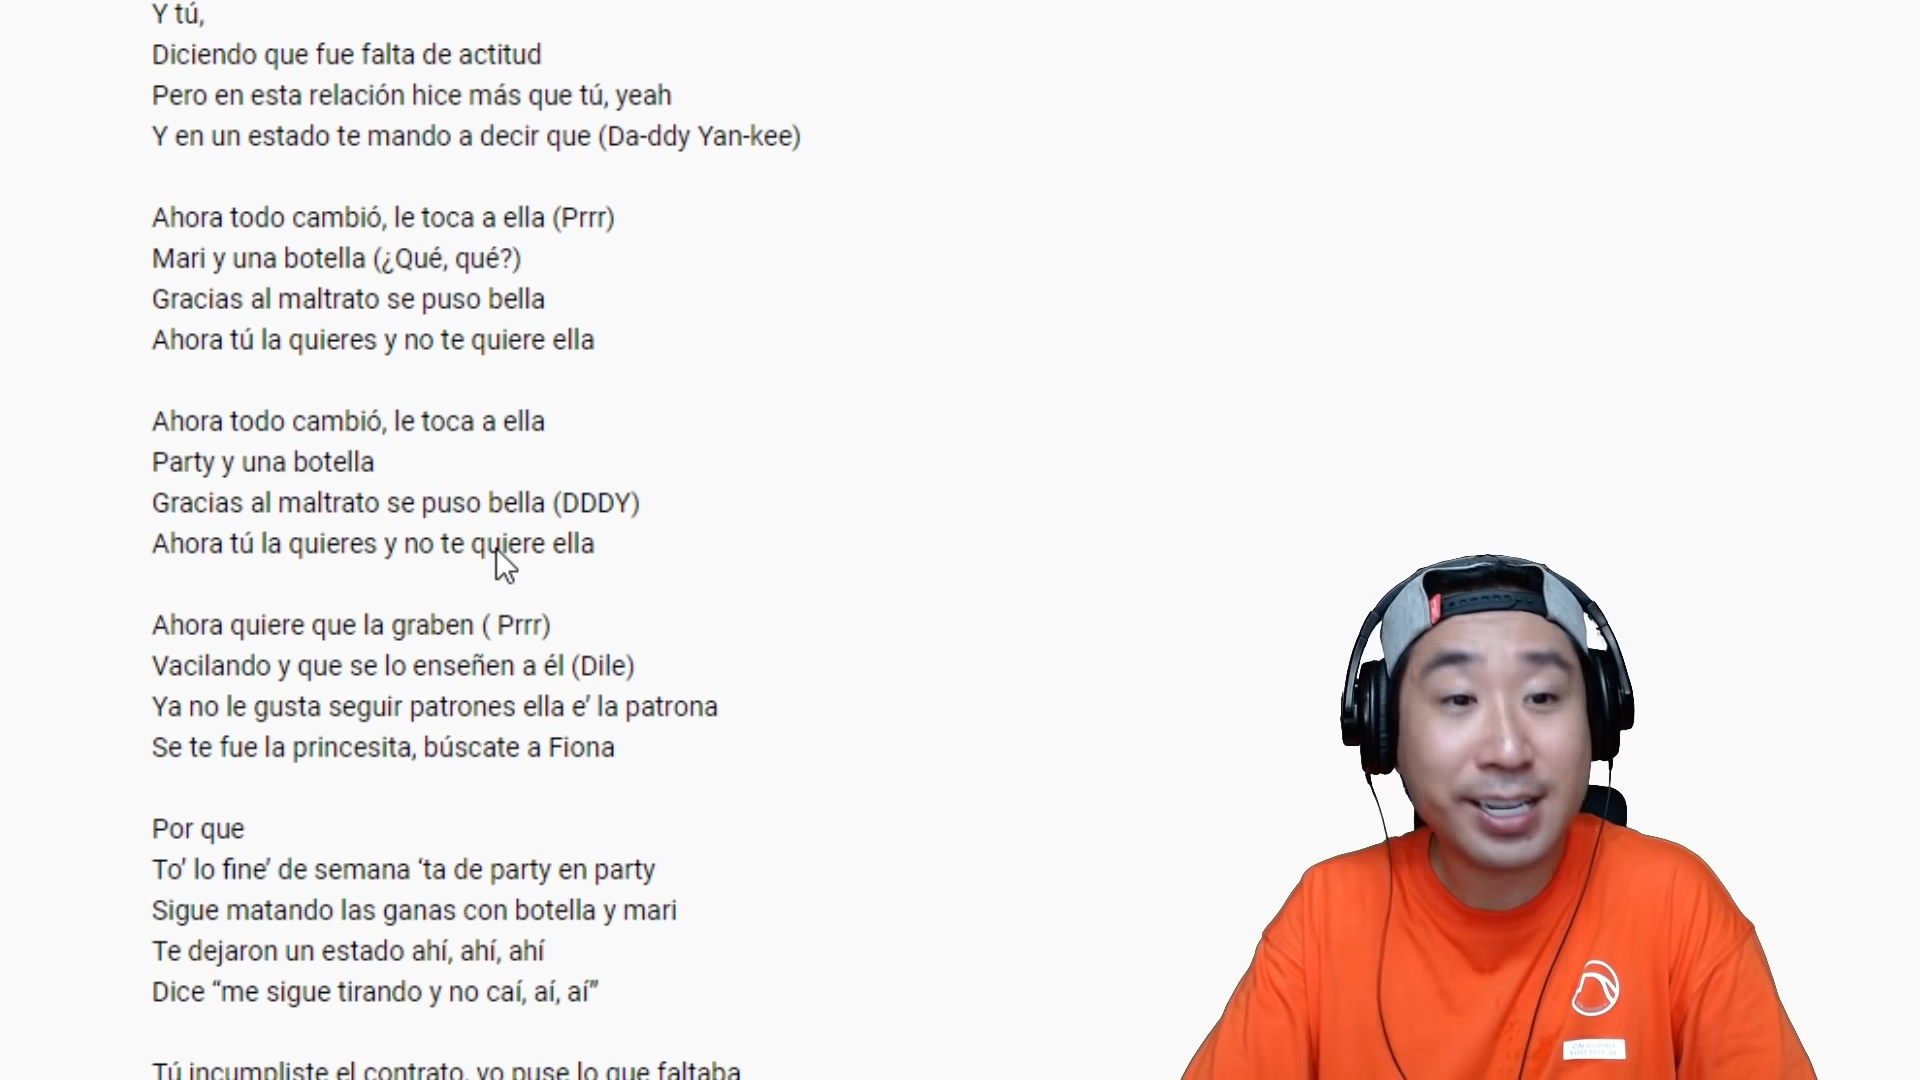 Y tú,
Diciendo que fue falta de actitud
Pero en esta relación hice más que tú, yeah
Y en un estado te mando a decir que (Da-ddy Yan-kee)
Ahora todo cambió, le toca a ella (Prrr)
Mari y una botella (¿Qué, qué?)
Gracias al maltrato se puso bella
Ahora tú la quieres y no te quiere ella
Ahora todo cambió, le toca a ella
Party y una botella
Gracias al maltrato se puso bella (DDDY)
Ahora tú la quieres y no te quiere ella
Ahora quiere que la graben ( Prrr)
Vacilando y que se lo enseñen a él (Dile)
Ya no le gusta seguir patrones ella e’ la patrona
Se te fue la princesita, búscate a Fiona
Por que
To’ lo fine’ de semana ‘ta de party en party
Sigue matando las ganas con botella y mari
Te dejaron un estado ahí, ahí, ahí
Dice “me sigue tirando y no caí, aí, aí”
Tú incumpliste el contrato, yo puse lo que faltaba